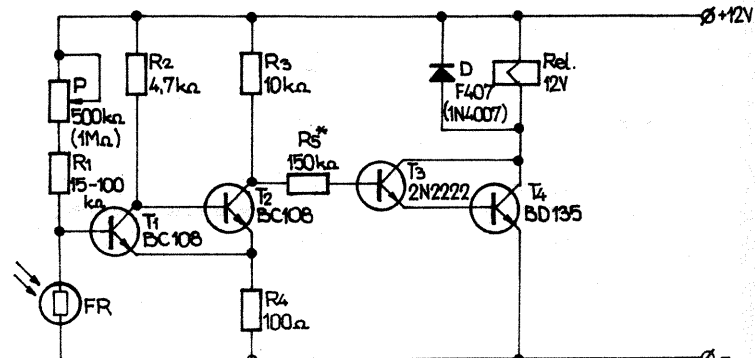 +12V
P
500kΩ
(1MΩ)
R1
15-100
kΩ
R2
4,7kΩ
R3
10kΩ
D
F407
(1N4007)
Rel.
12V
R5*
150kΩ
T1
BC108
T2
BC108
T3
2N2222
T4
BD135
FR
R4
100Ω
-